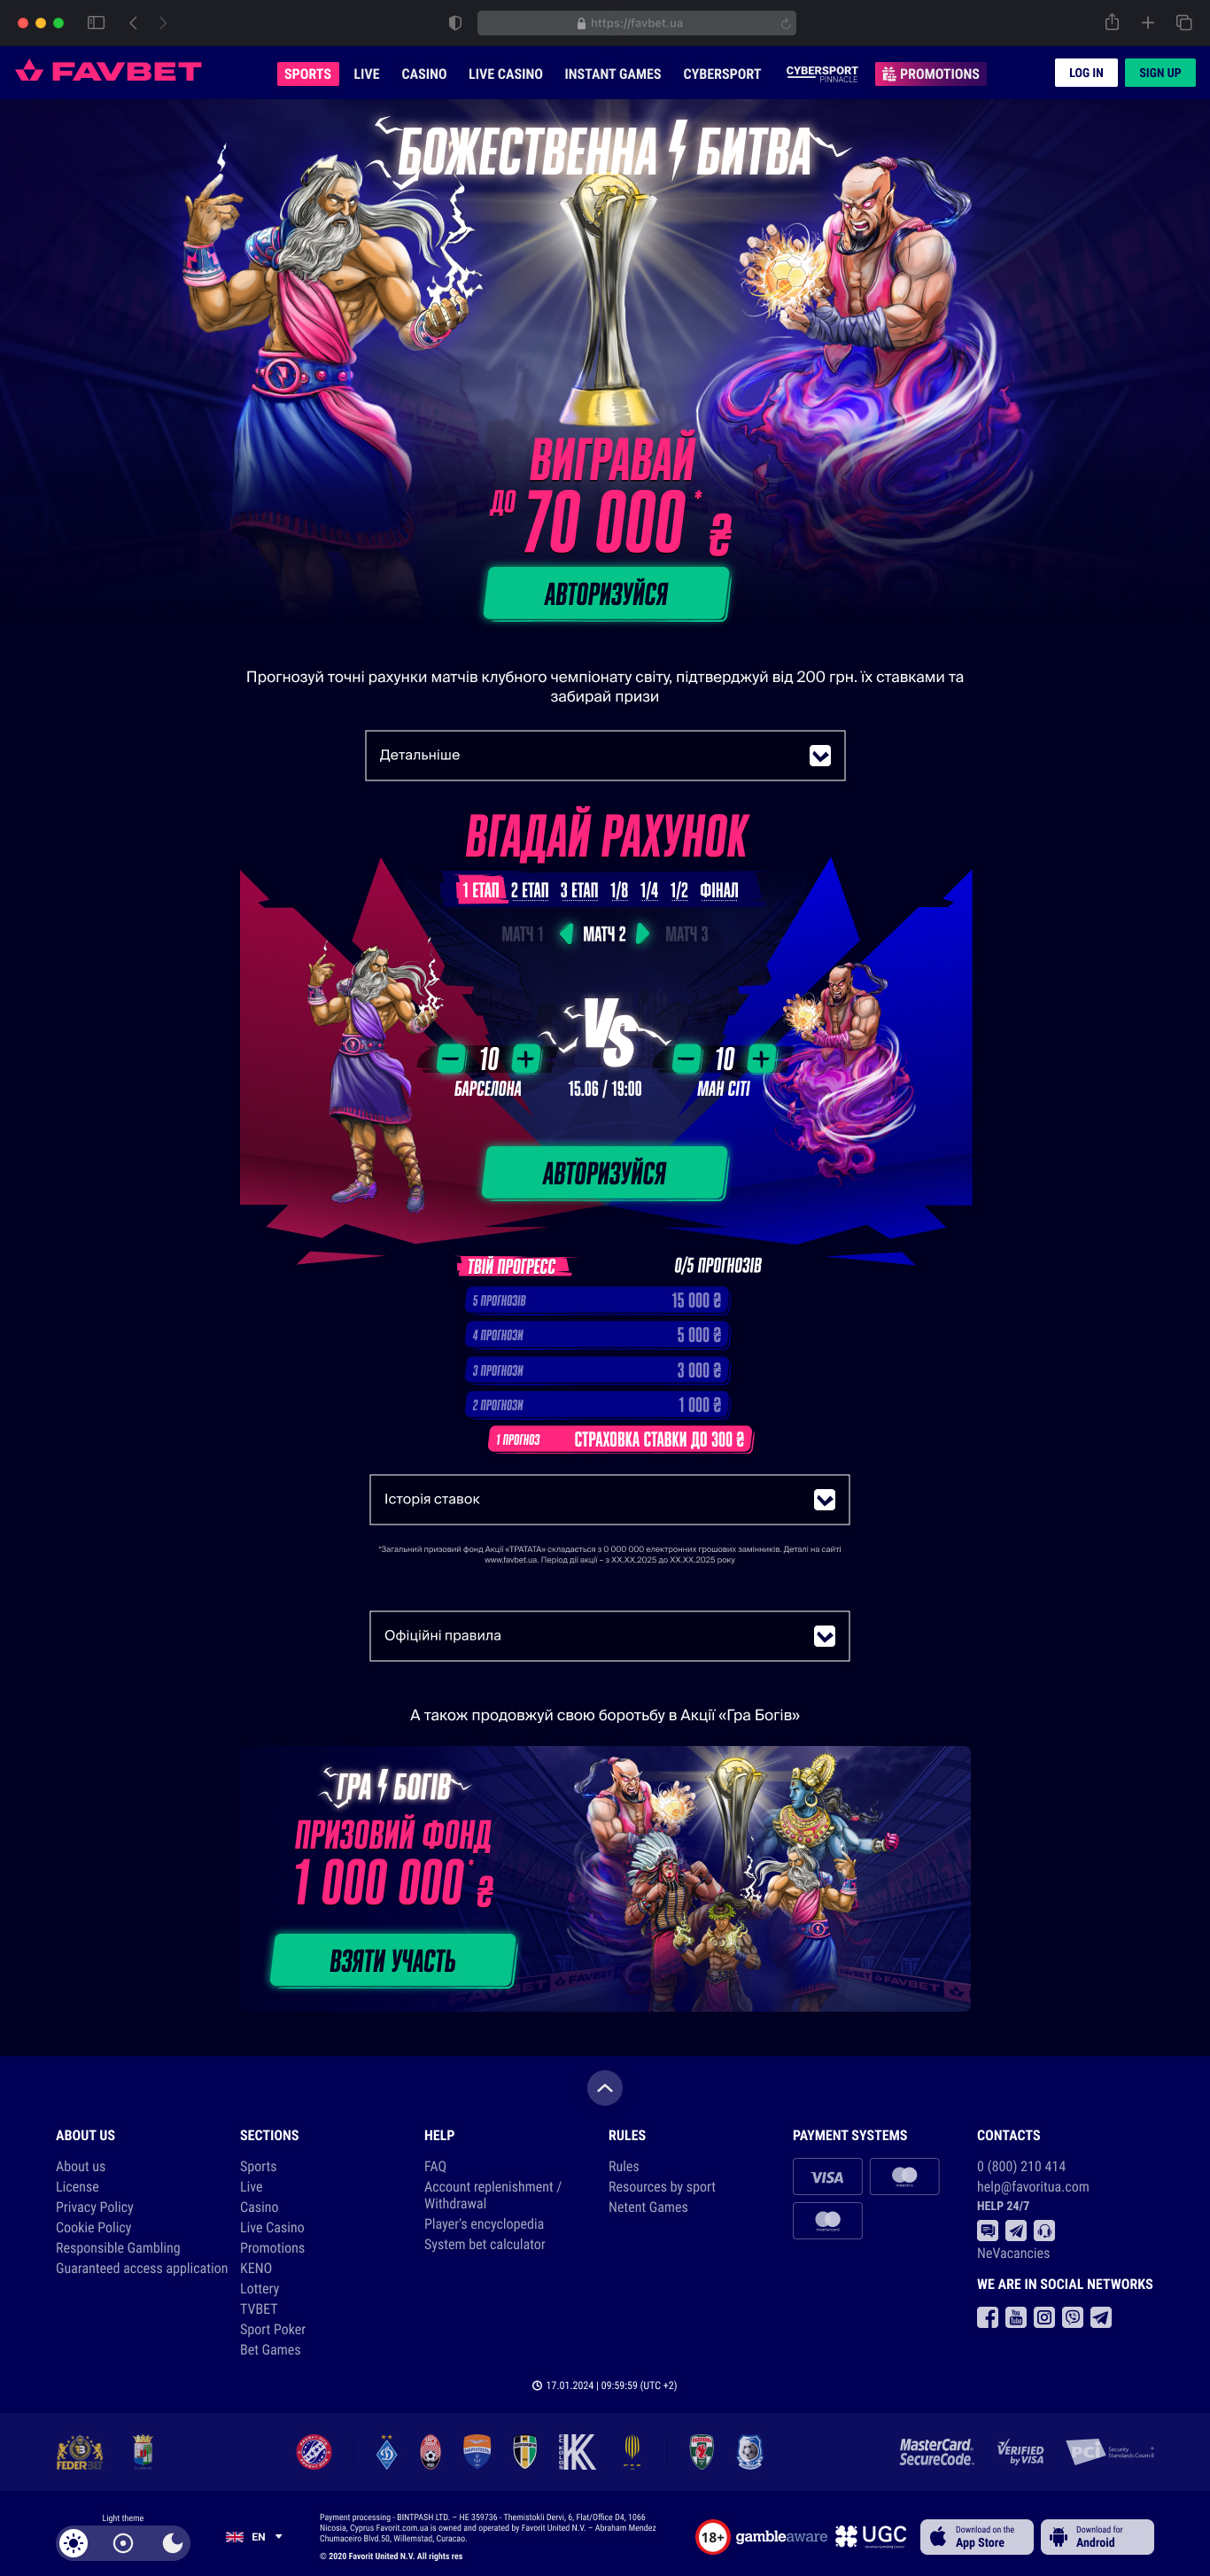 https://favbet.ua
FAVBET
SPORTS LIVE CASINO LIVE CASINO INSTANT GAMES CYBERSPORT CYBERSPORT PINNACLE PROMOTIONS LOG IN SIGN UP
БОЖЕСТВЕННА БИТВА
ВИГРАВАЙ
ДО 70 000* ₴
АВТОРИЗУЙСЯ
Прогнозуй точні рахунки матчів клубного чемпіонату світу, підтверджуй від 200 грн. їх ставками та
забирай призи
Детальніше
ВГАДАЙ РАХУНОК
1 ЕТАП 2 ЕТАП 3 ЕТАП 1/8 1/4 1/2 ФІНАЛ
МАТЧ 1 МАТЧ 2 МАТЧ 3
VS
10 10
БАРСЕЛОНА 15.06 / 19:00 МАН СІТІ
АВТОРИЗУЙСЯ
ТВІЙ ПРОГРЕСС 0/5 ПРОГНОЗІВ
5 ПРОГНОЗІВ 15 000 ₴
4 ПРОГНОЗИ 5 000 ₴
3 ПРОГНОЗИ 3 000 ₴
2 ПРОГНОЗИ 1 000 ₴
1 ПРОГНОЗ СТРАХОВКА СТАВКИ ДО 300 ₴
Історія ставок
*Загальний призовий фонд Акції «ТРАТАТА» складається з 0 000 000 електронних грошових замінників. Деталі на сайті
www.favbet.ua. Період дії акції – з XX.XX.2025 до XX.XX.2025 року
Офіційні правила
А також продовжуй свою боротьбу в Акції «Гра Богів»
ГРА БОГІВ
ПРИЗОВИЙ ФОНД
1 000 000* ₴
ВЗЯТИ УЧАСТЬ
FAVBET
FAVBET
ABOUT US
About us
License
Privacy Policy
Cookie Policy
Responsible Gambling
Guaranteed access application
SECTIONS
Sports
Live
Casino
Live Casino
Promotions
KENO
Lottery
TVBET
Sport Poker
Bet Games
HELP
FAQ
Account replenishment /
Withdrawal
Player's encyclopedia
System bet calculator
RULES
Rules
Resources by sport
Netent Games
PAYMENT SYSTEMS
VISA
CONTACTS
0 (800) 210 414
help@favoritua.com
HELP 24/7
NeVacancies
WE ARE IN SOCIAL NETWORKS
You Tube
17.01.2024 | 09:59:59 (UTC +2)
FEDERBET
MasterCard.
SecureCode.
VERIFIED
by VISA
PCI Security
Standards Council
Light theme
EN
Payment processing - BINTPASH LTD. – HE 359736 - Themistokli Dervi, 6, Flat/Office D4, 1066
Nicosia, Cyprus Favorit.com.ua is owned and operated by Favorit United N.V. – Abraham Mendez
Chumaceiro Blvd.50, Willemstad, Curacao.
© 2020 Favorit United N.V. All rights res
18+ gambleaware
UGC
Download on the
App Store
Download for
Android